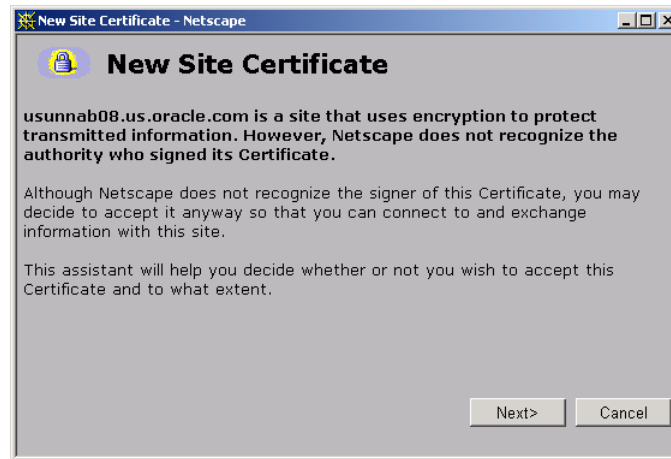 New Site Certificate - Netscape
New Site Certificate
usunnab08.us.oracle.com is a site that uses encryption to protect
transmitted information. However, Netscape does not recognize the
authority who signed its Certificate.
Although Netscape does not recognize the signer of this Certificate, you may
decide to accept it anyway so that you can connect to and exchange
information with this site.
This assistant will help you decide whether or not you wish to accept this
Certificate and to what extent.
Next>
Cancel